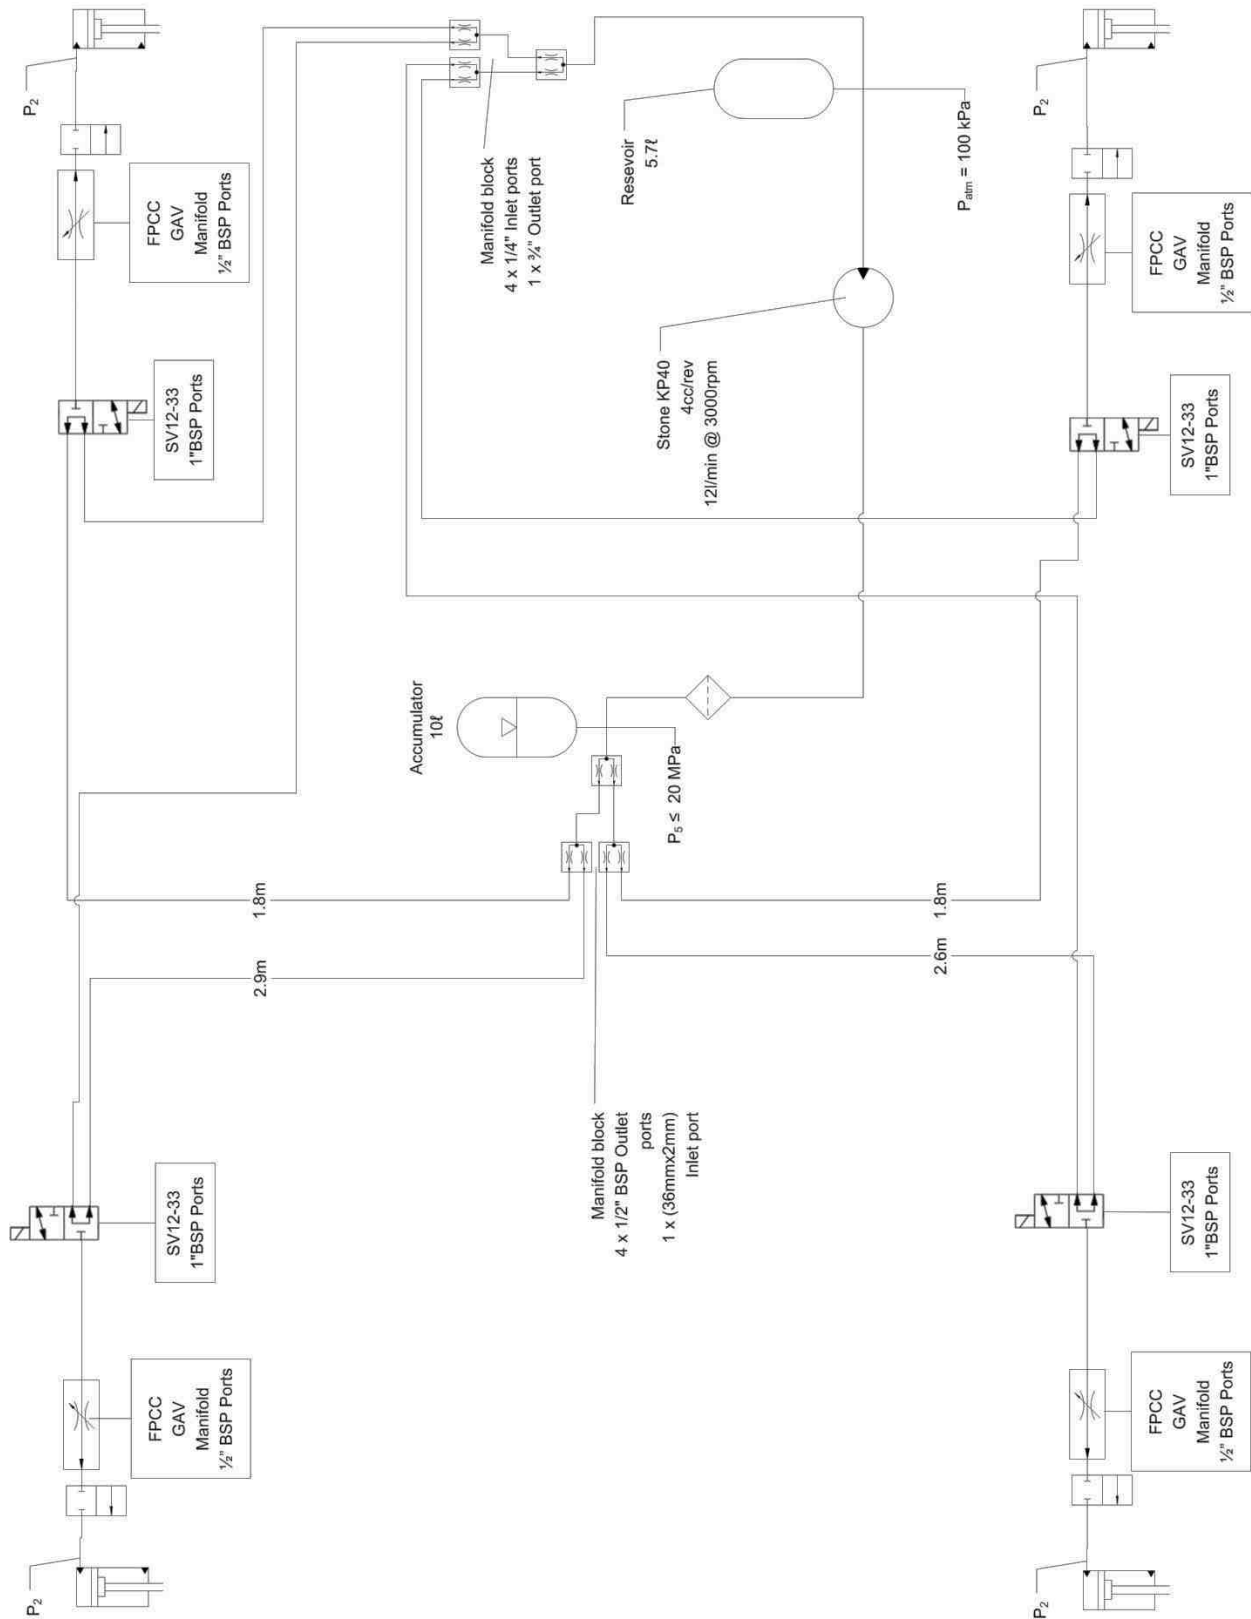 P₂
P₂
FPCC
GAV
Manifold
½" BSP Ports
SV12-33
1"BSP Ports
SV12-33
1"BSP Ports
FPCC
GAV
Manifold
½" BSP Ports
2.9m
1.8m
Accumulator
10ℓ
Manifold block
4 x 1/4" Inlet ports
1 x ¾" Outlet port
Manifold block
4 x 1/2" BSP Outlet
ports
1 x (36mmx2mm)
Inlet port
Resevoir
5.7ℓ
P₅ ≤ 20 MPa
Stone KP40
4cc/rev
12l/min @ 3000rpm
Pₐₜₘ = 100 kPa
2.6m
1.8m
P₂
P₂
FPCC
GAV
Manifold
½" BSP Ports
SV12-33
1"BSP Ports
SV12-33
1"BSP Ports
FPCC
GAV
Manifold
½" BSP Ports